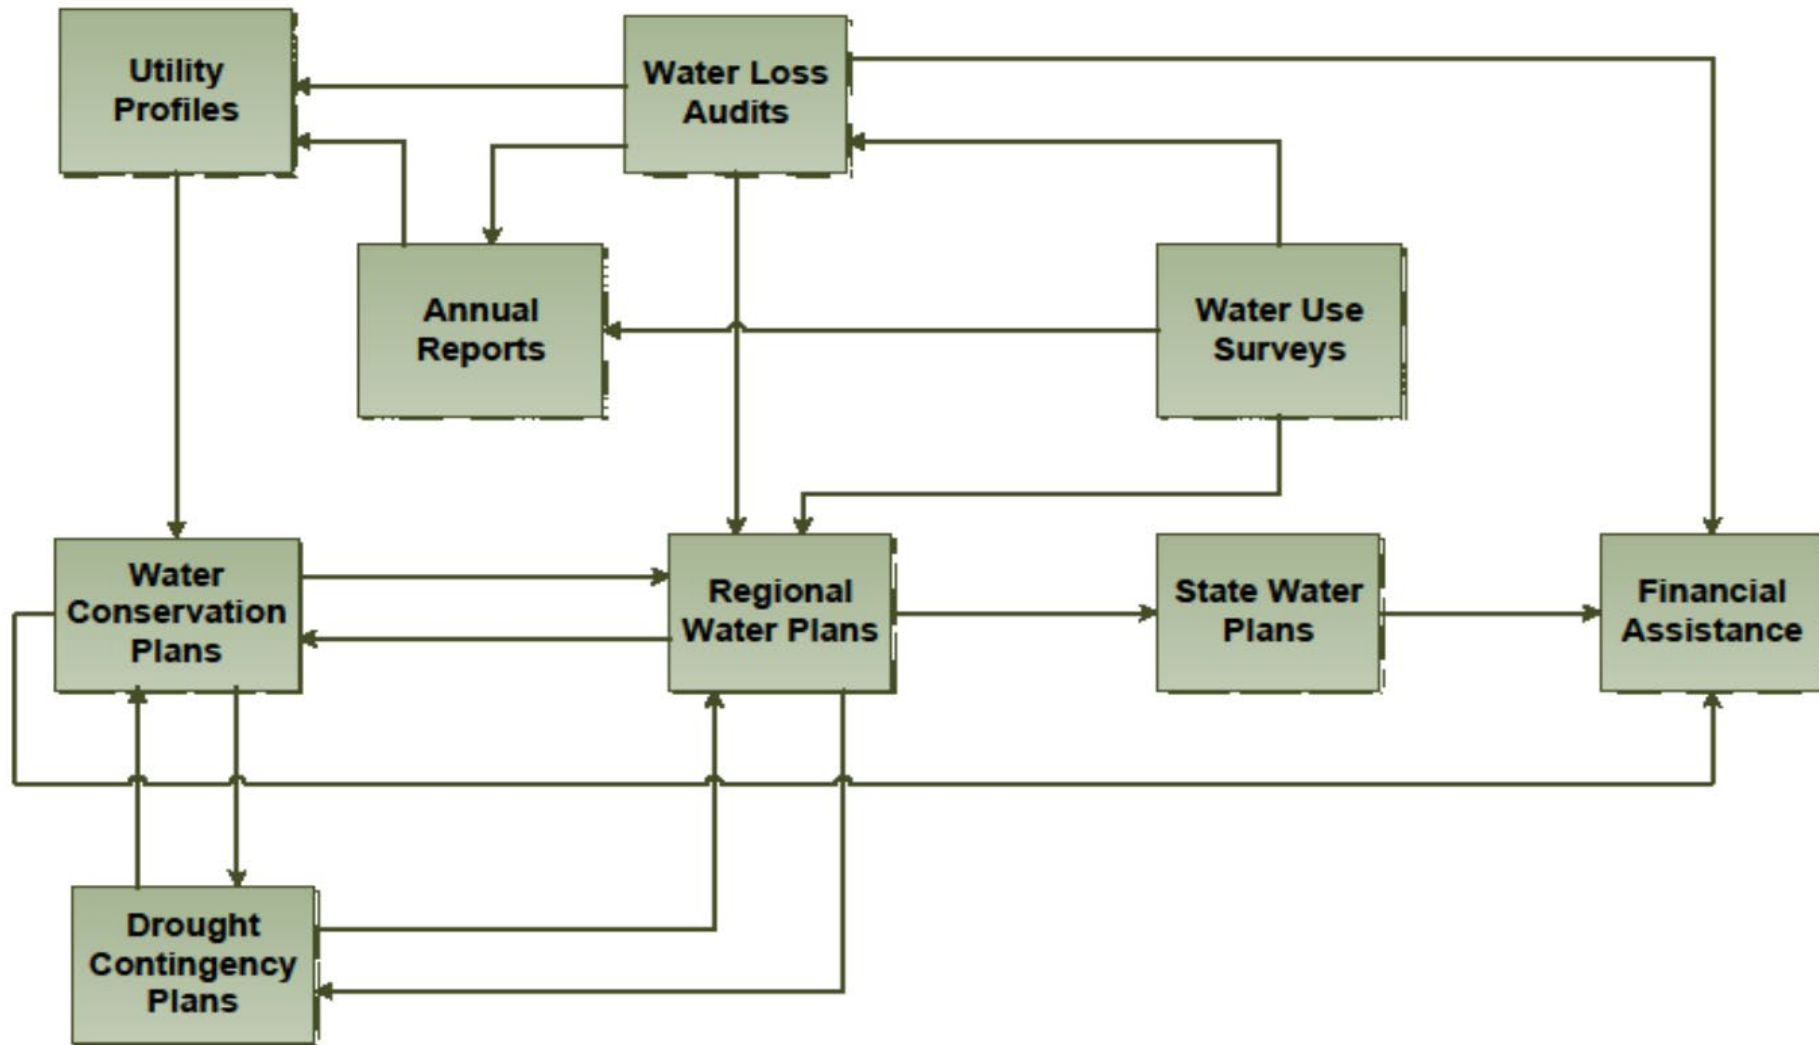 Utility
Profiles
Water Loss
Audits
Annual
Reports
Water Use
Surveys
Water
Conservation
Plans
Regional
Water Plans
State Water
Plans
Financial
Assistance
Drought
Contingency
Plans